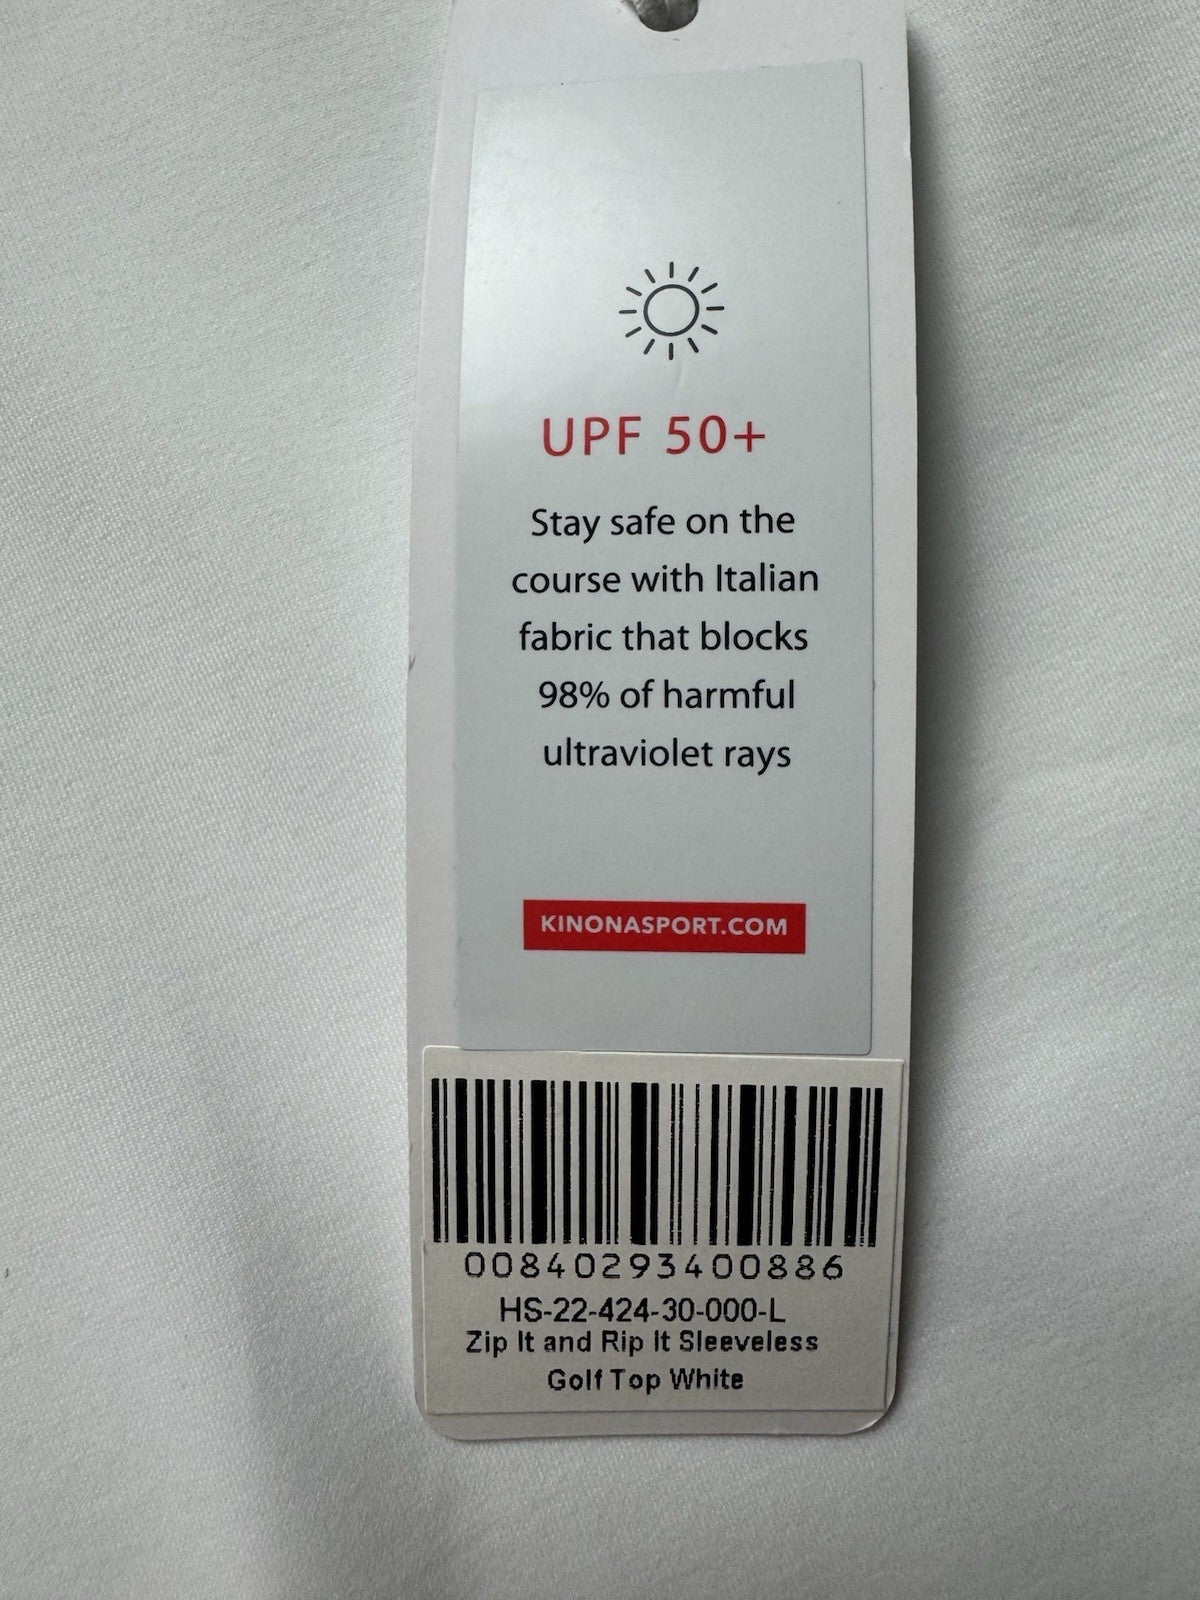 UPF 50+
Stay safe on the
course with Italian
fabric that blocks
98% of harmful
ultraviolet rays
KINONASPORT.COM
00840293400886
HS-22-424-30-000-L
Zip It and Rip It Sleeveless
Golf Top White